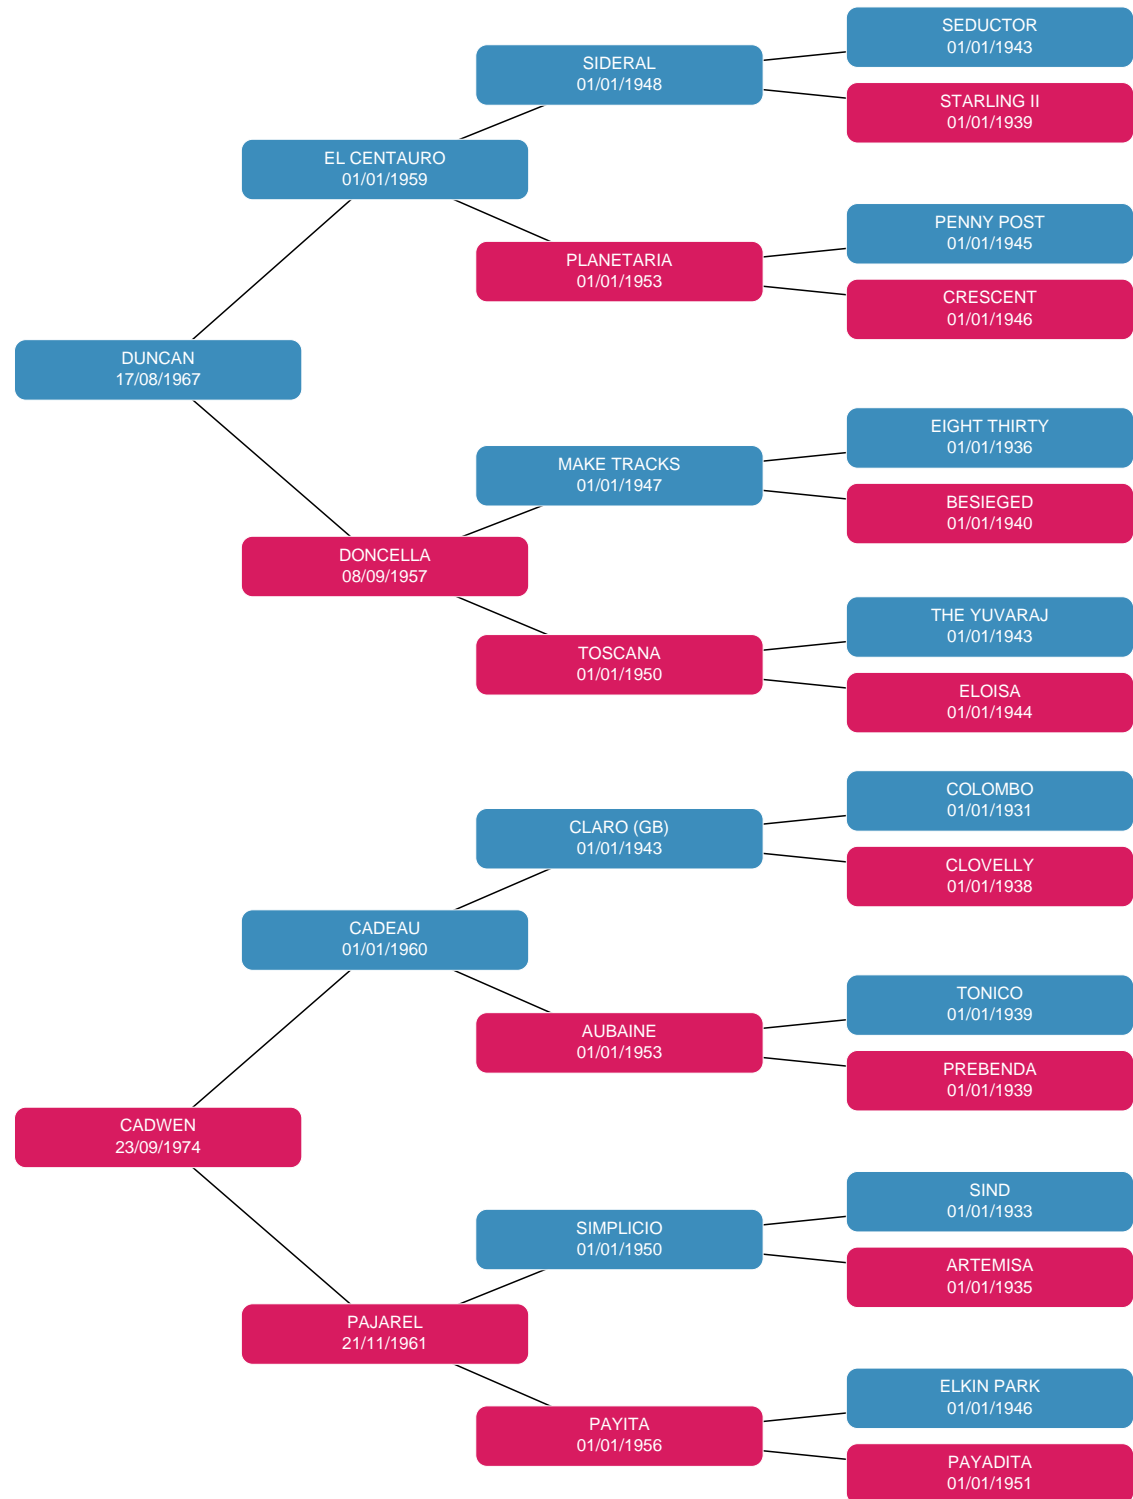 SEDUCTOR
01/01/1943
SIDERAL
01/01/1948
STARLING II
01/01/1939
EL CENTAURO
01/01/1959
PENNY POST
01/01/1945
PLANETARIA
01/01/1953
CRESCENT
01/01/1946
DUNCAN
17/08/1967
EIGHT THIRTY
01/01/1936
MAKE TRACKS
01/01/1947
BESIEGED
01/01/1940
DONCELLA
08/09/1957
THE YUVARAJ
01/01/1943
TOSCANA
01/01/1950
ELOISA
01/01/1944
COLOMBO
01/01/1931
CLARO (GB)
01/01/1943
CLOVELLY
01/01/1938
CADEAU
01/01/1960
TONICO
01/01/1939
AUBAINE
01/01/1953
PREBENDA
01/01/1939
CADWEN
23/09/1974
SIND
01/01/1933
SIMPLICIO
01/01/1950
ARTEMISA
01/01/1935
PAJAREL
21/11/1961
ELKIN PARK
01/01/1946
PAYITA
01/01/1956
PAYADITA
01/01/1951